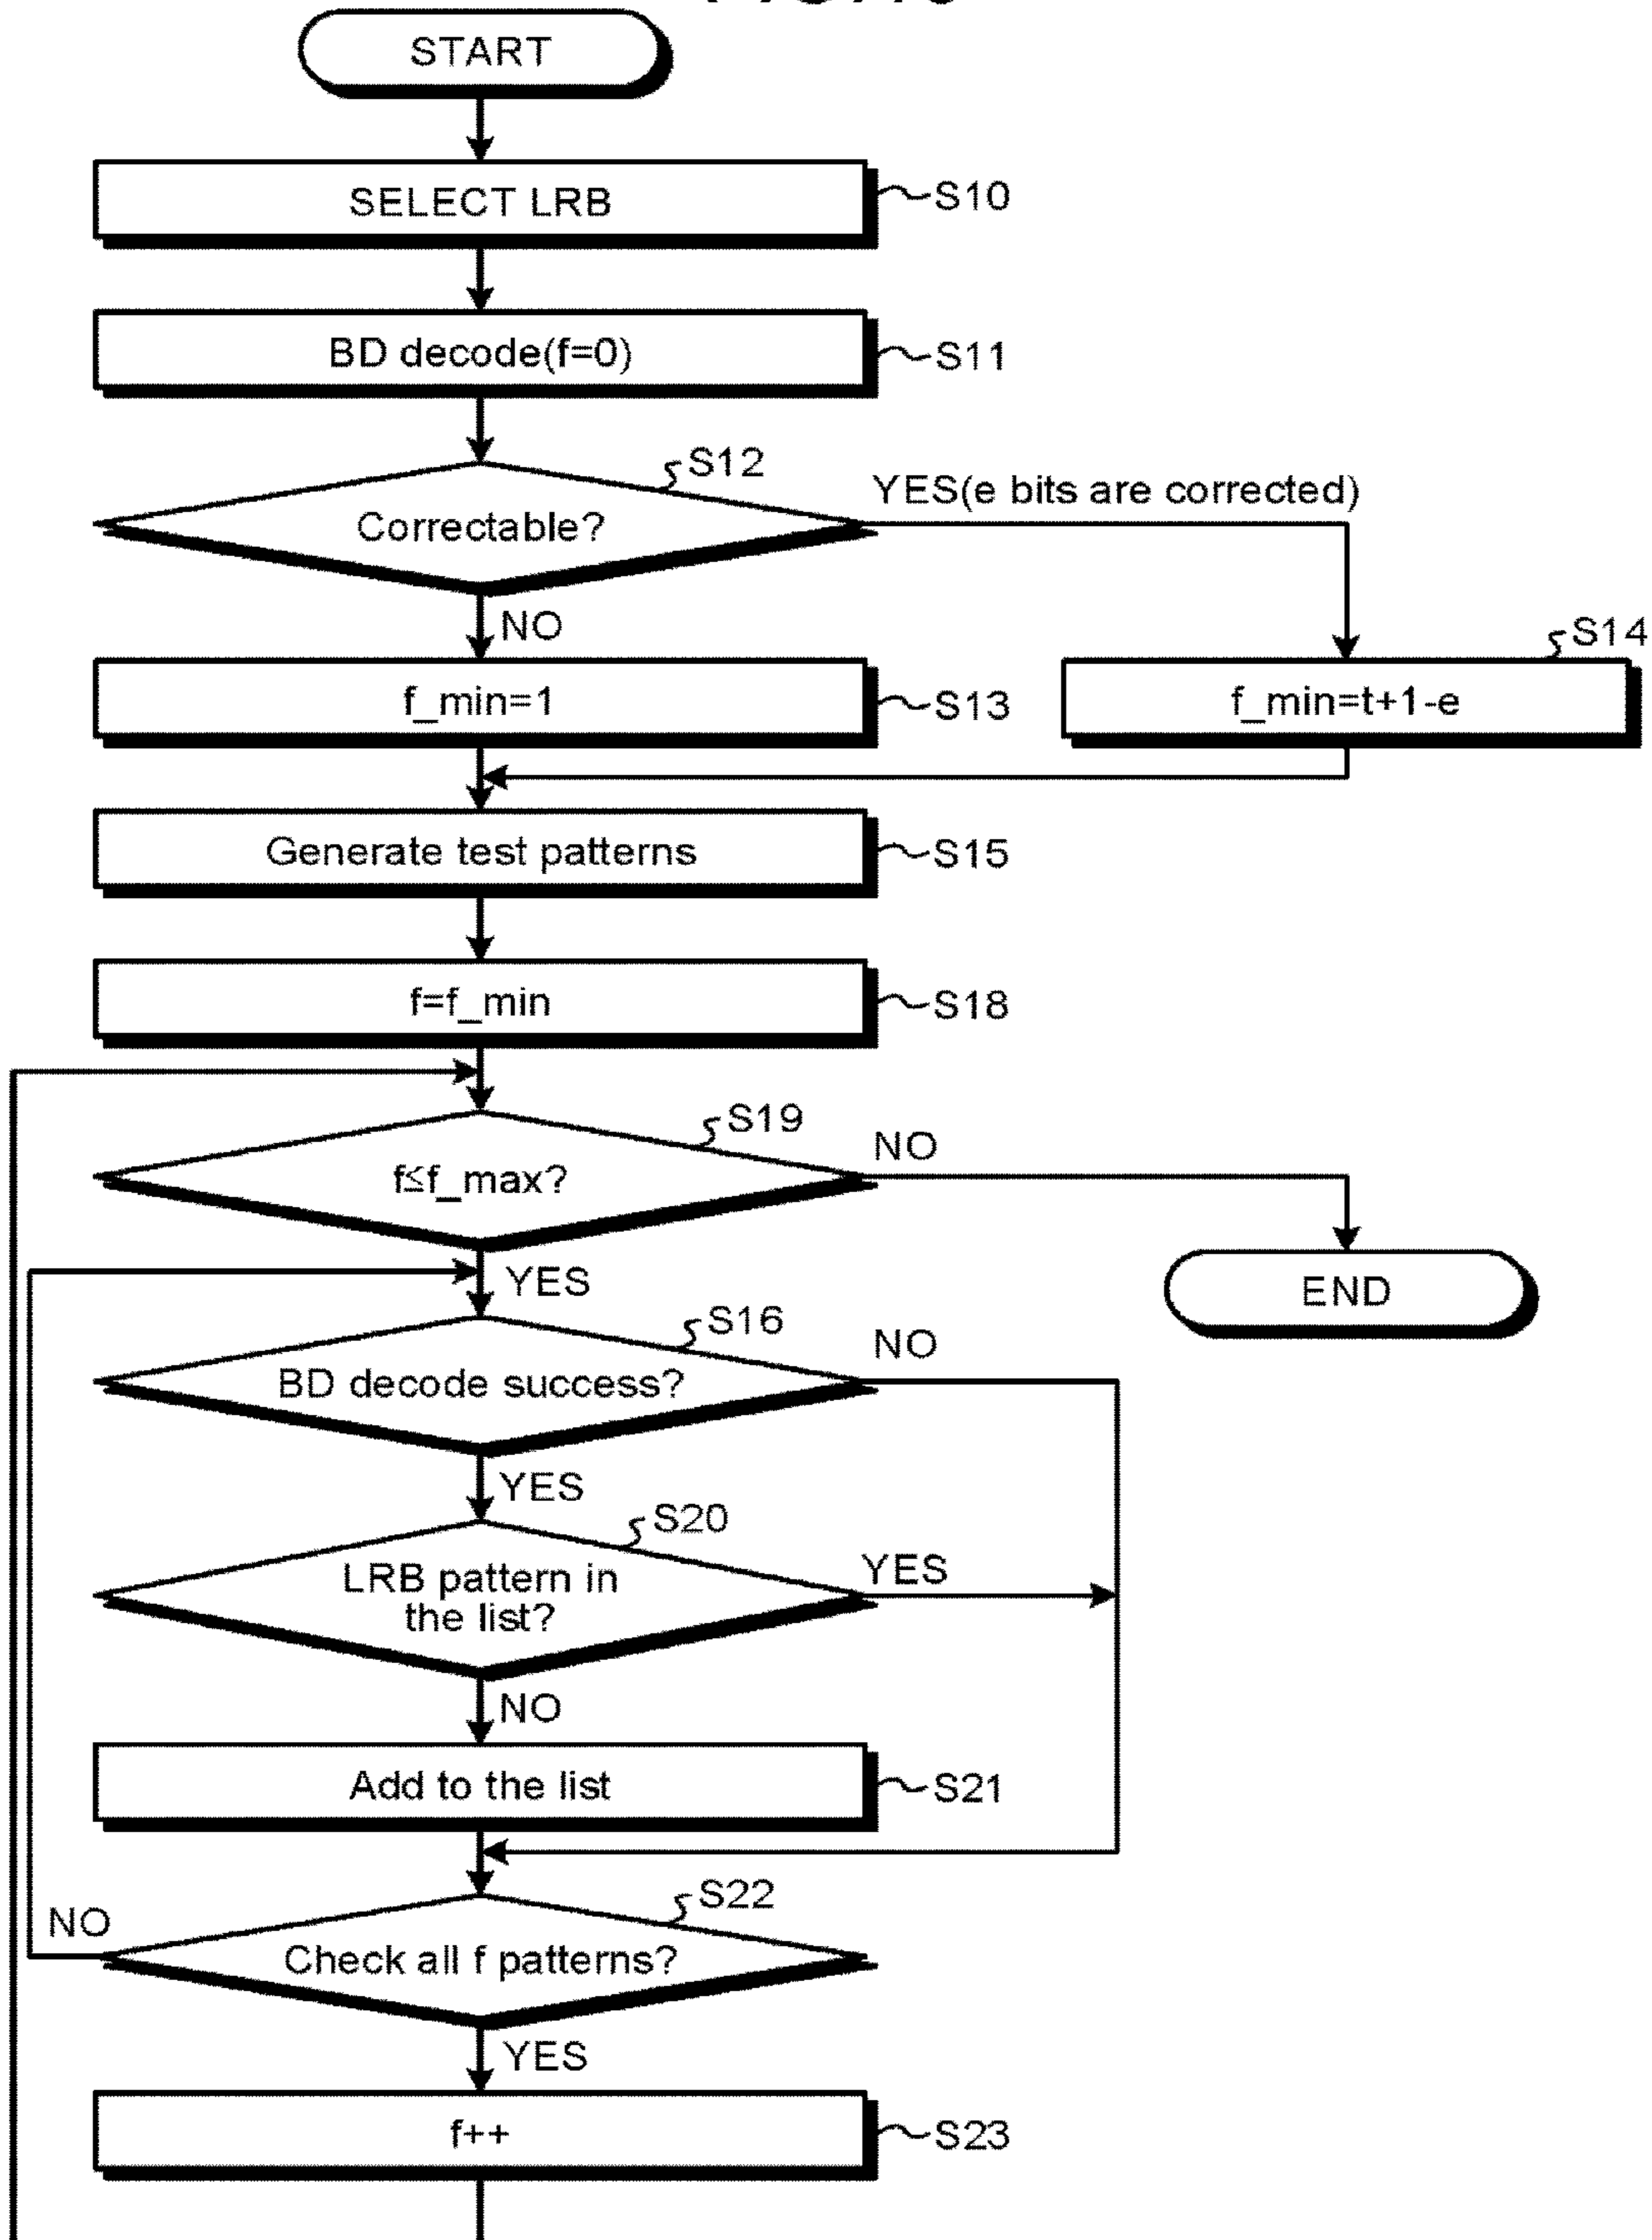 START
SELECT LRB
S10
BD decode(f=0)
S11
S12
Correctable?
YES(e bits are corrected)
NO
f_min=1
S13
S14
f_min=t+1-e
Generate test patterns
S15
f=f_min
S18
S19
f≤f_max?
NO
YES
END
S16
BD decode success?
NO
YES
S20
LRB pattern in
the list?
YES
NO
Add to the list
S21
S22
Check all f patterns?
NO
YES
f++
S23